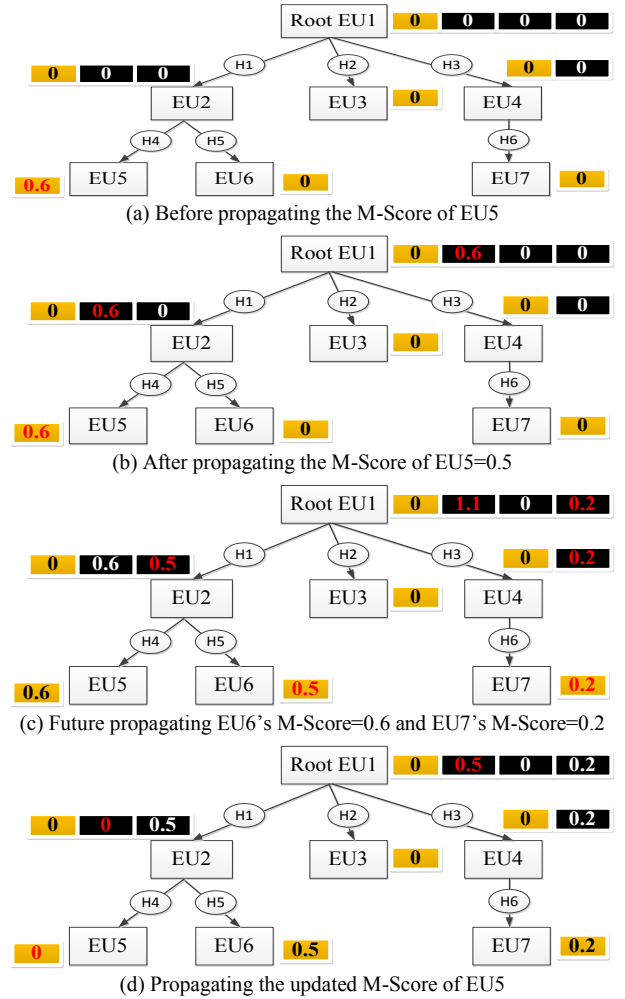 Root EU1 0 0 0 0
H1 H2 H3
0 0 0 0 0
EU2 EU3 0 EU4
H4 H5 H6
0.6 EU5 EU6 0 EU7 0
(a) Before propagating the M-Score of EU5
Root EU1 0 0.6 0 0
H1 H2 H3
0 0.6 0 0 0
EU2 EU3 0 EU4
H4 H5 H6
0.6 EU5 EU6 0 EU7 0
(b) After propagating the M-Score of EU5=0.5
Root EU1 0 1.1 0 0.2
H1 H2 H3
0 0.6 0.5 0 0.2
EU2 EU3 0 EU4
H4 H5 H6
0.6 EU5 EU6 0.5 EU7 0.2
(c) Future propagating EU6's M-Score=0.6 and EU7's M-Score=0.2
Root EU1 0 0.5 0 0.2
H1 H2 H3
0 0 0.5 0 0.2
EU2 EU3 0 EU4
H4 H5 H6
0 EU5 EU6 0.5 EU7 0.2
(d) Propagating the updated M-Score of EU5